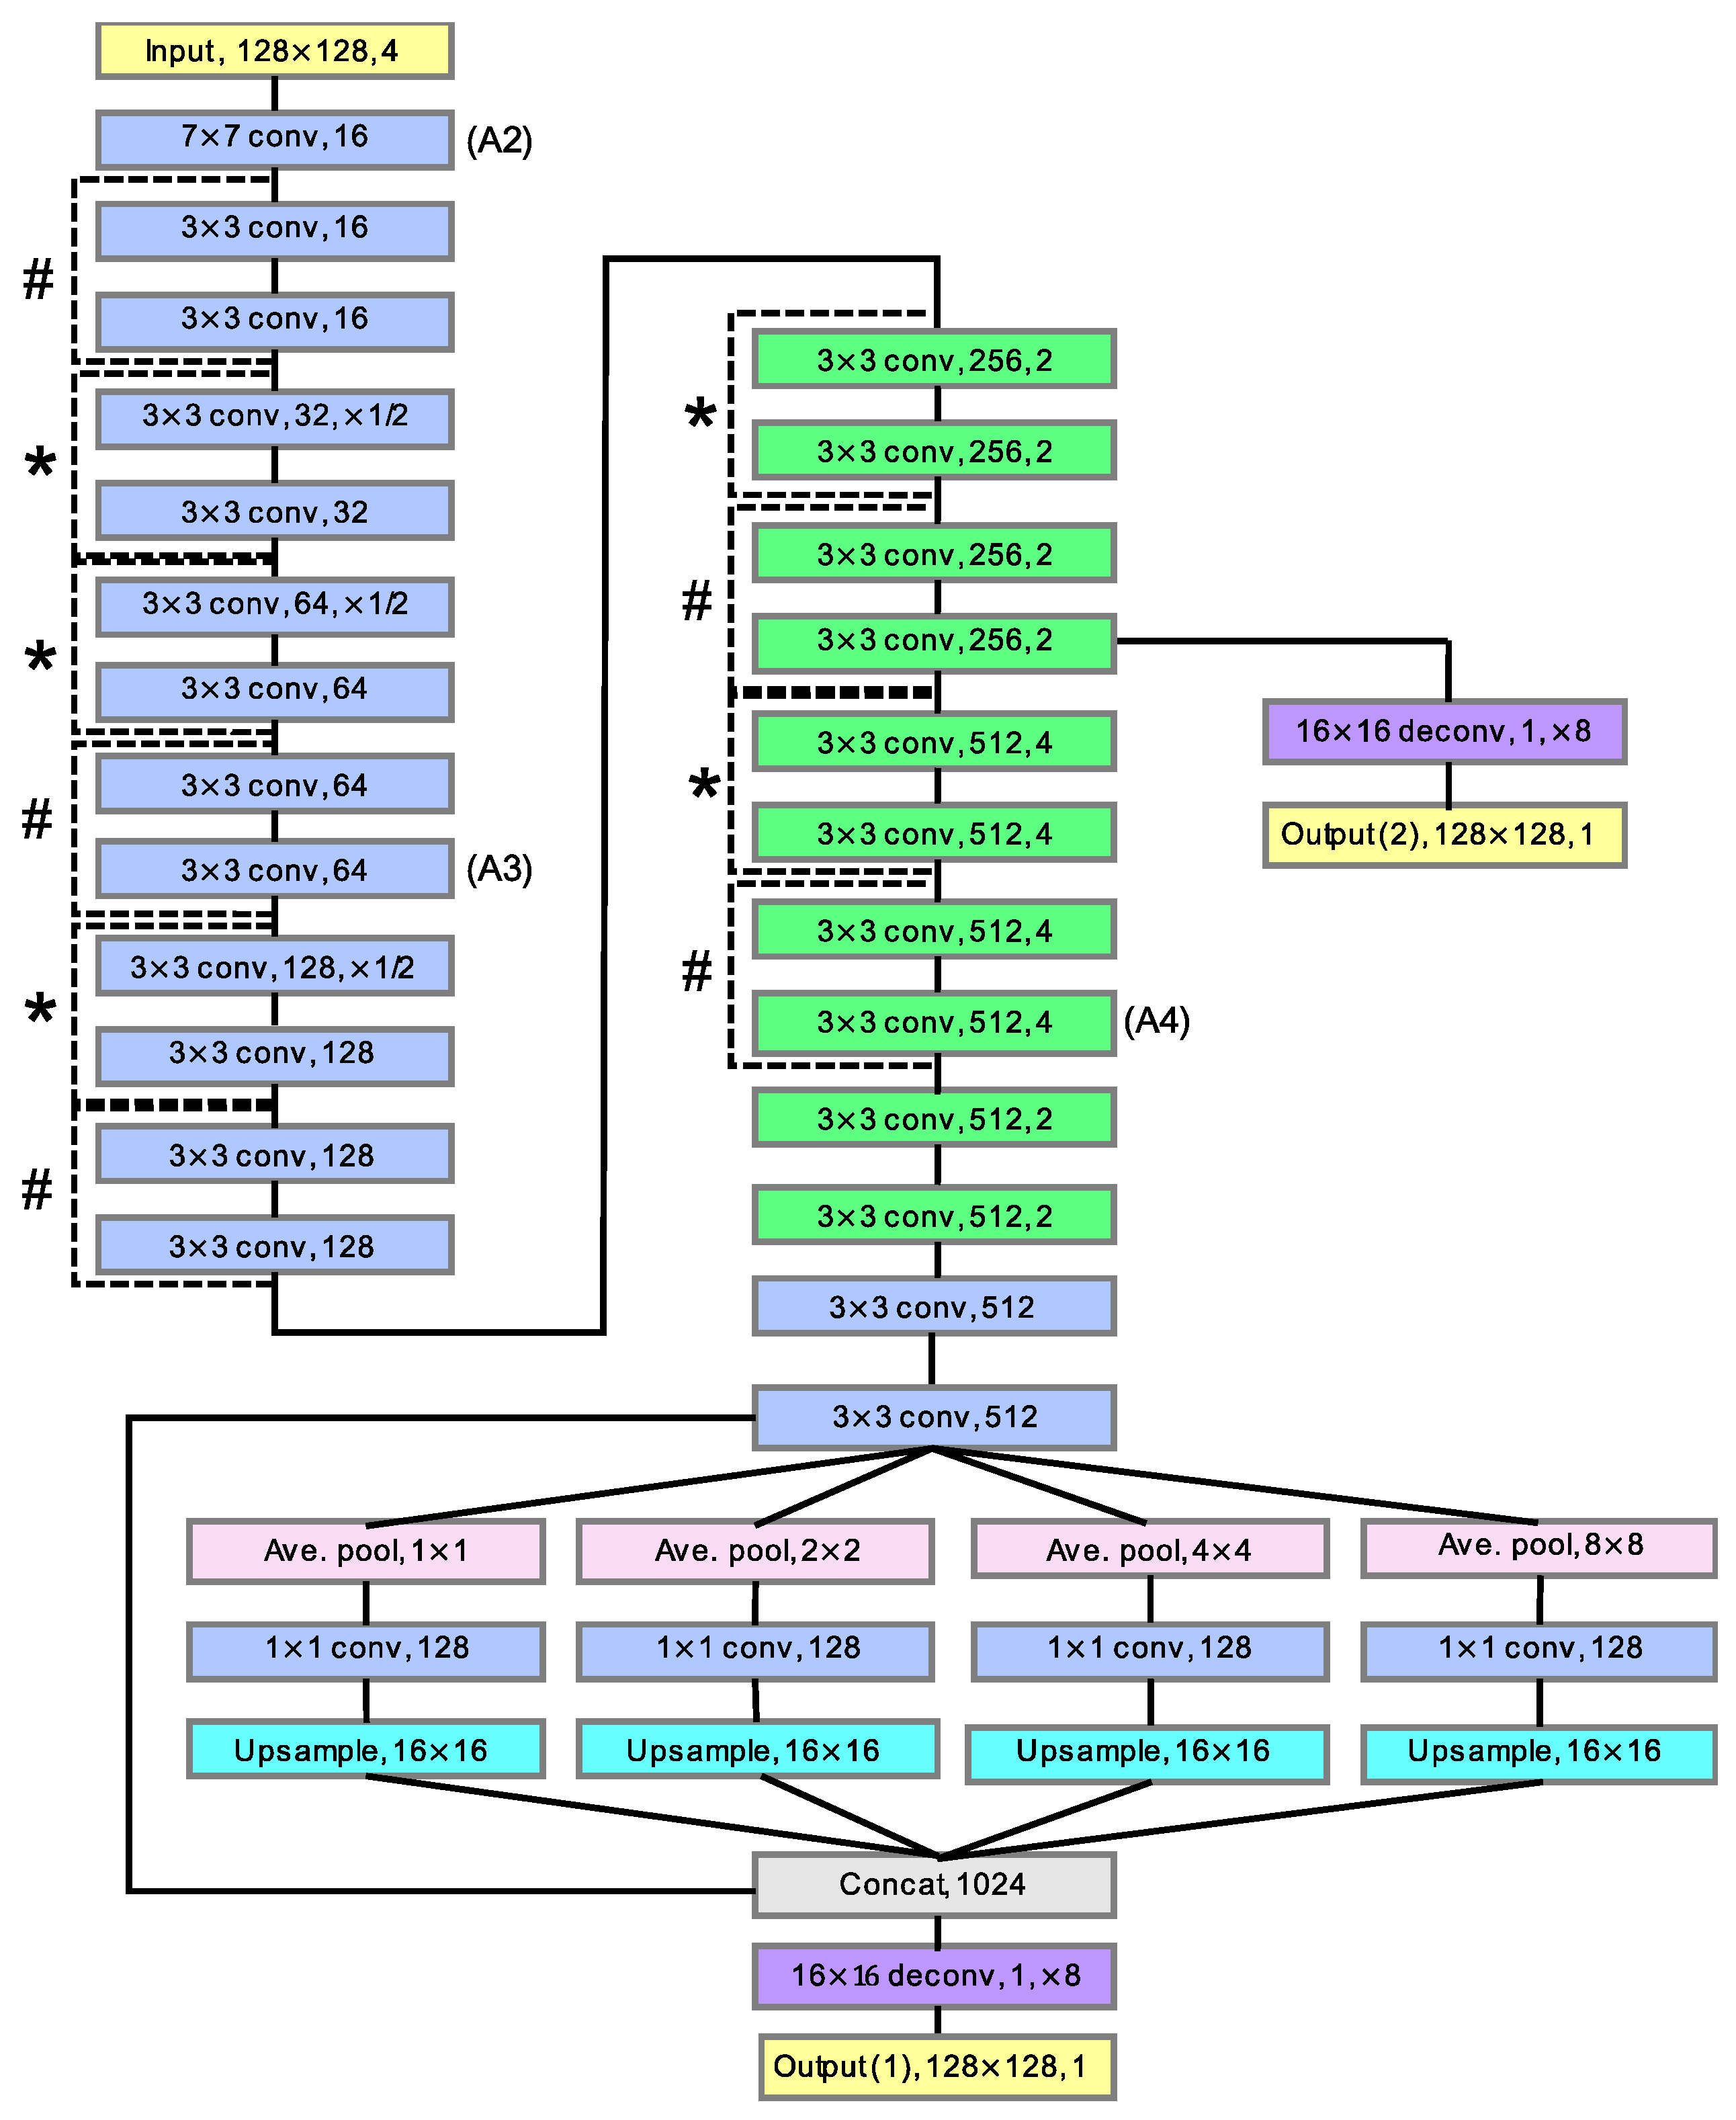 Input, 128×128,4
7×7 conv,16
(A2)
3×3 conv,16
#
3×3 conv,16
3×3 conv,32,×1/2
*
3×3 conv,32
3×3 conv,64,×1/2
*
3×3 conv,64
3×3 conv,64
#
3×3 conv,64
(A3)
3×3 conv,128,×1/2
*
3×3 conv,128
3×3 conv,128
#
3×3 conv,128
3×3 conv,256,2
*
3×3 conv,256,2
3×3 conv,256,2
#
3×3 conv,256,2
16×16 deconv,1,×8
Output(2),128×128,1
3×3 conv,512,4
*
3×3 conv,512,4
3×3 conv,512,4
#
3×3 conv,512,4
(A4)
3×3 conv,512,2
3×3 conv,512,2
3×3 conv,512
3×3 conv,512
Ave. pool,1×1
Ave. pool,2×2
Ave. pool,4×4
Ave. pool,8×8
1×1 conv,128
1×1 conv,128
1×1 conv,128
1×1 conv,128
Upsample,16×16
Upsample,16×16
Upsample,16×16
Upsample,16×16
Concat,1024
16×16 deconv,1,×8
Output(1),128×128,1